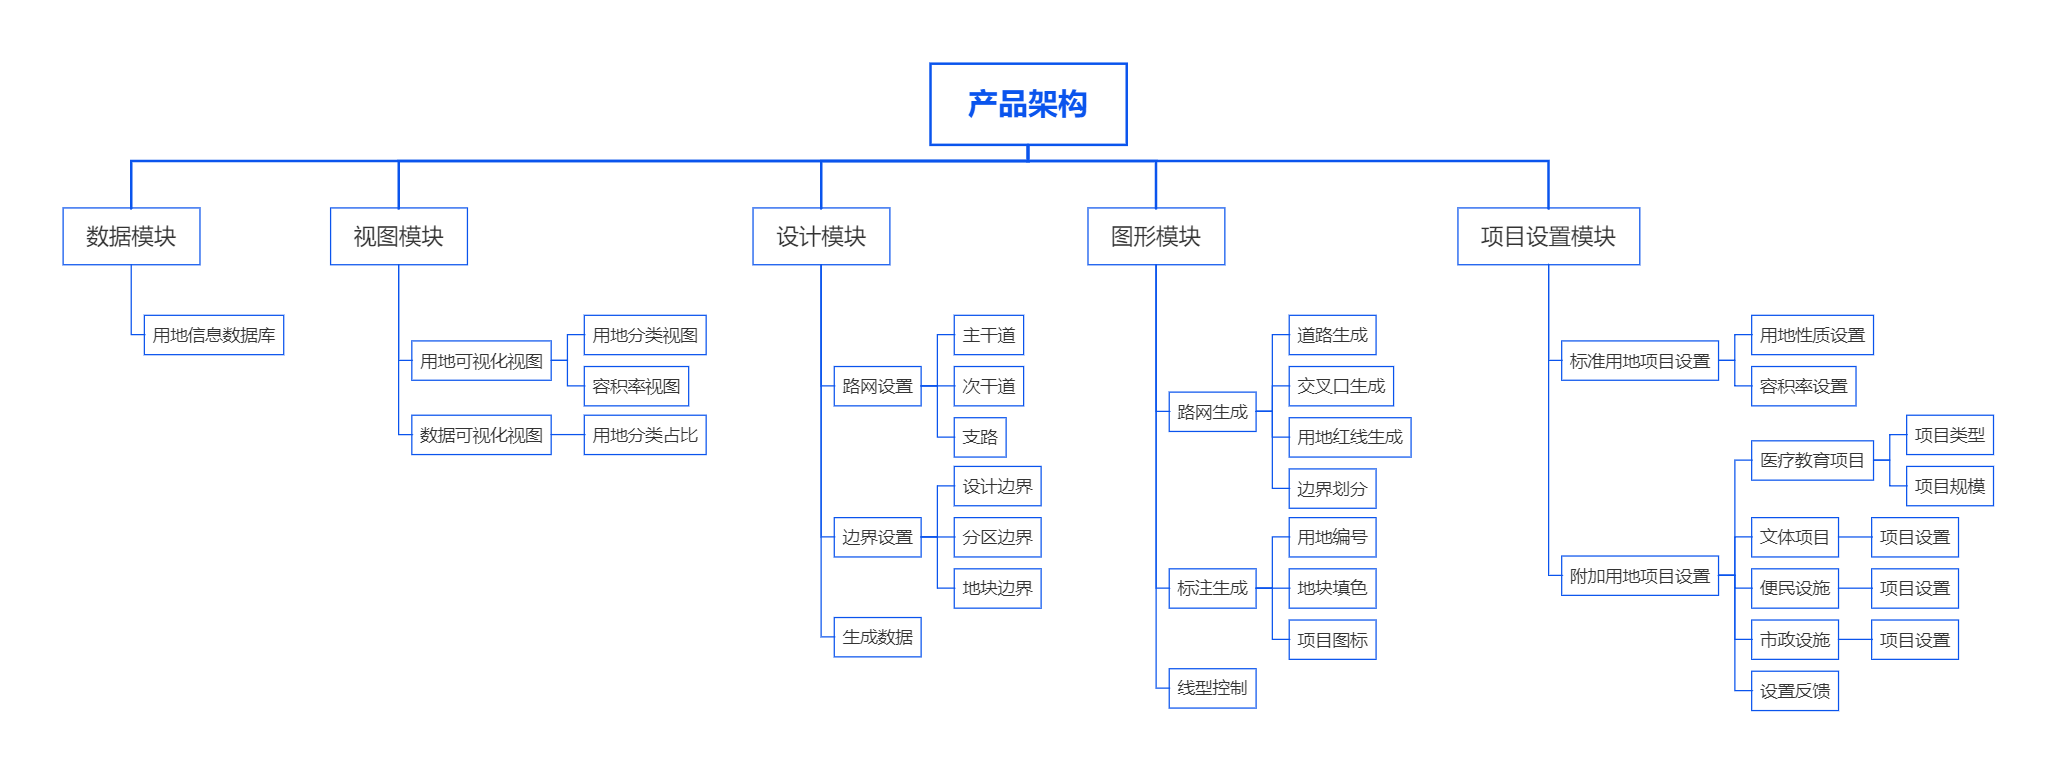 产品架构
数据模块
用地信息数据库
视图模块
用地可视化视图
用地分类视图
容积率视图
数据可视化视图
用地分类占比
设计模块
路网设置
主干道
次干道
支路
边界设置
设计边界
分区边界
地块边界
生成数据
图形模块
路网生成
道路生成
交叉口生成
用地红线生成
边界划分
标注生成
用地编号
地块填色
项目图标
线型控制
项目设置模块
标准用地项目设置
用地性质设置
容积率设置
附加用地项目设置
医疗教育项目
项目类型
项目规模
文体项目
项目设置
便民设施
项目设置
市政设施
项目设置
设置反馈